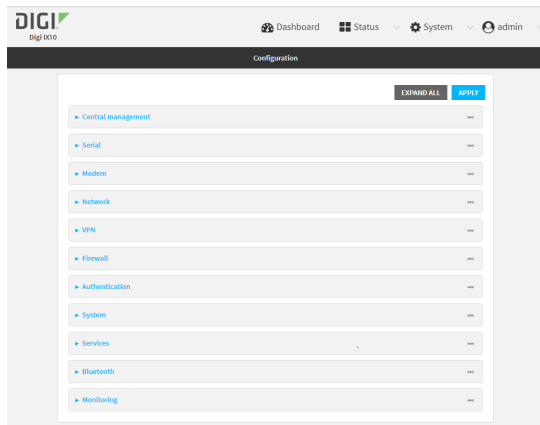 DIGI
Digi IX10
Dashboard
Status
System
admin
Configuration
EXPAND ALL
APPLY
Central management
Serial
Modem
Network
VPN
Firewall
Authentication
System
Services
Bluetooth
Monitoring